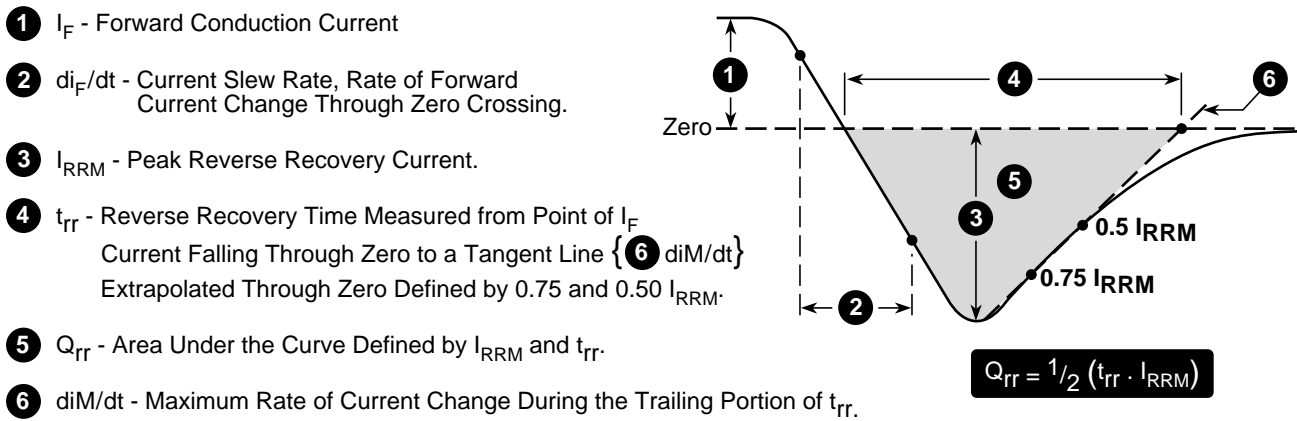 1 I_F - Forward Conduction Current
2 di_F/dt - Current Slew Rate, Rate of Forward
Current Change Through Zero Crossing.
3 I_RRM - Peak Reverse Recovery Current.
4 t_rr - Reverse Recovery Time Measured from Point of I_F
Current Falling Through Zero to a Tangent Line {6 diM/dt}
Extrapolated Through Zero Defined by 0.75 and 0.50 I_RRM.
5 Q_rr - Area Under the Curve Defined by I_RRM and t_rr.
6 diM/dt - Maximum Rate of Current Change During the Trailing Portion of t_rr.
1
4
6
Zero
5
3
0.5 I_RRM
0.75 I_RRM
2
Q_rr = 1/2 (t_rr . I_RRM)